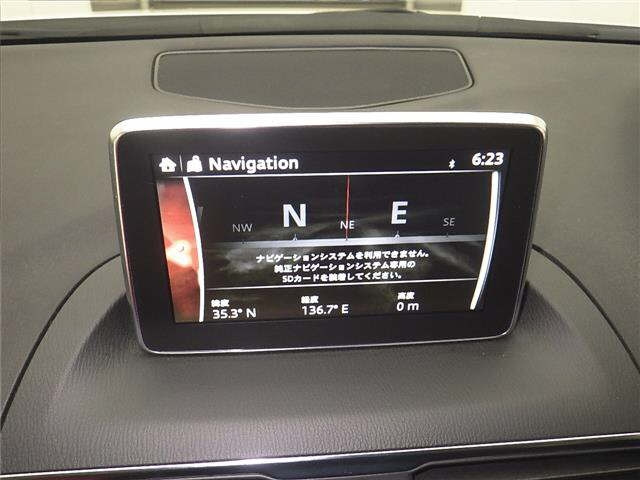 Navigation 6:23
NW N NE E SE
ナビゲーションシステムを利用できません。
純正ナビゲーションシステム専用の
SDカードを装着してください。
緯度 経度 高度
35.3° N 136.7° E 0 m